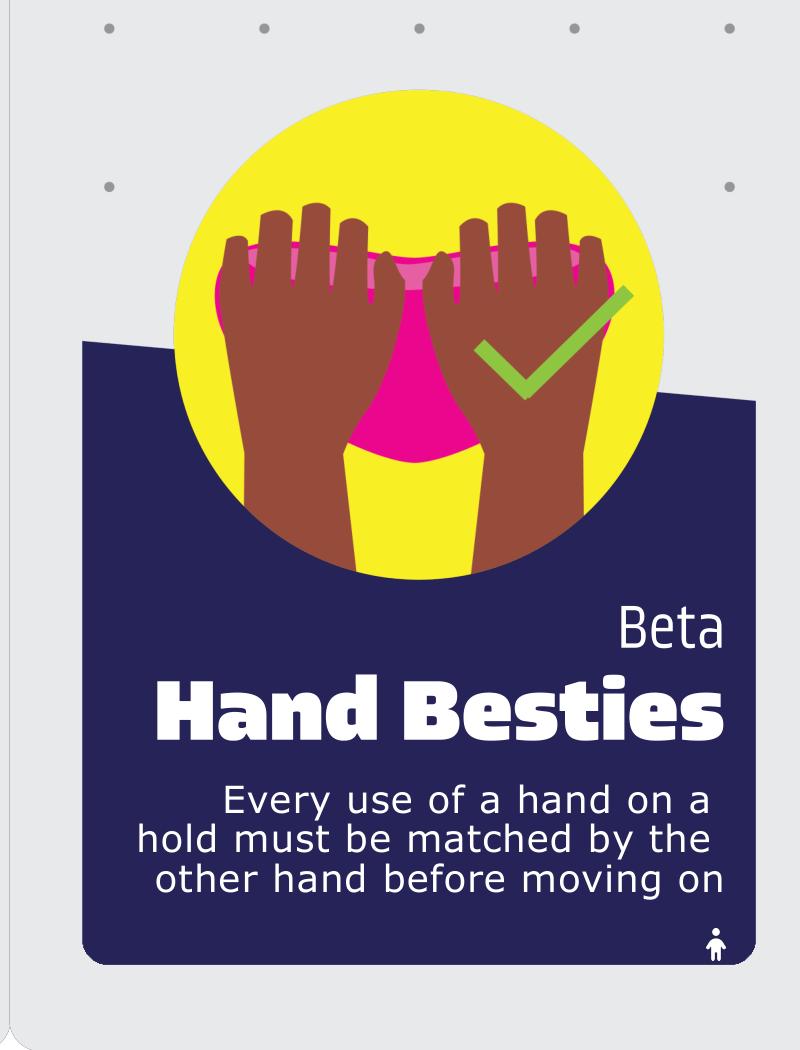 Beta
Hand Besties
Every use of a hand on a
hold must be matched by the
other hand before moving on